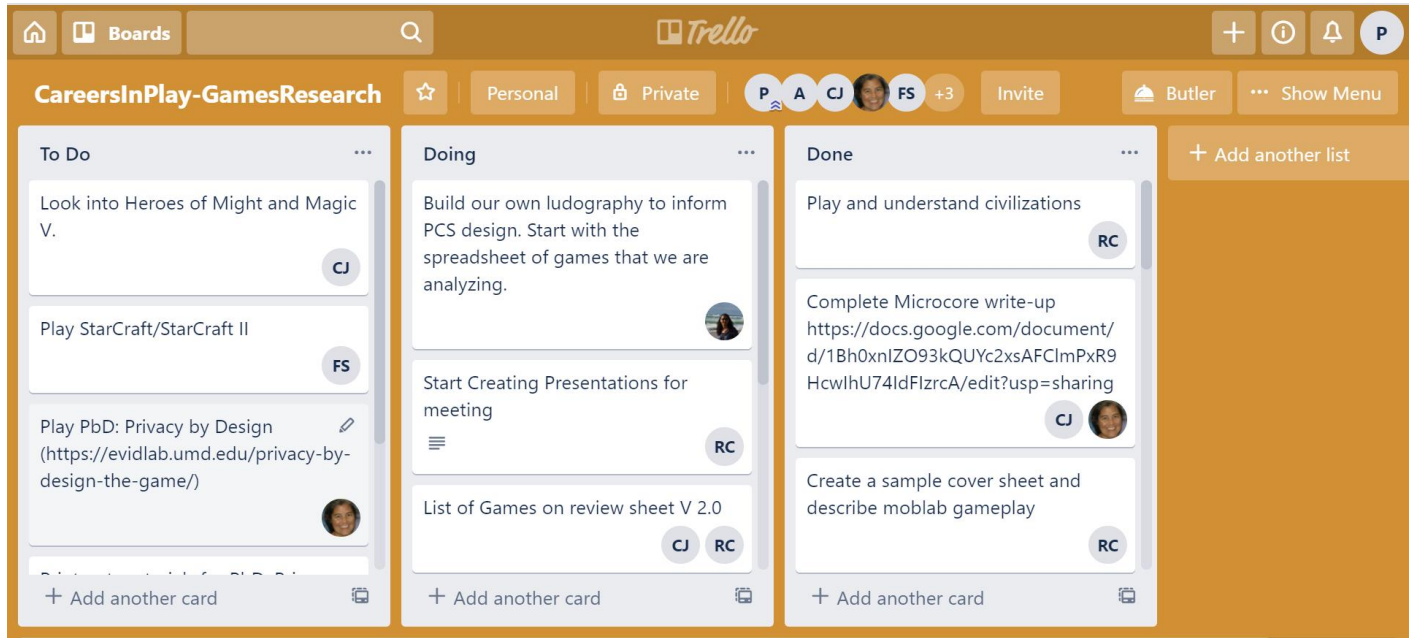 Boards
Trello
P
CareersInPlay-GamesResearch
Personal
Private
P
A
CJ
FS
+3
Invite
Butler
··· Show Menu
To Do
Look into Heroes of Might and Magic
V.
CJ
Play StarCraft/StarCraft II
FS
Play PbD: Privacy by Design
(https://evidlab.umd.edu/privacy-by-
design-the-game/)
+ Add another card
Doing
Build our own ludography to inform
PCS design. Start with the
spreadsheet of games that we are
analyzing.
Start Creating Presentations for
meeting
RC
List of Games on review sheet V 2.0
CJ RC
+ Add another card
Done
Play and understand civilizations
RC
Complete Microcore write-up
https://docs.google.com/document/
d/1Bh0xnIZO93kQUYc2xsAFClmPxR9
HcwIhU74IdFIzrcA/edit?usp=sharing
CJ
Create a sample cover sheet and
describe moblab gameplay
RC
+ Add another card
+ Add another list